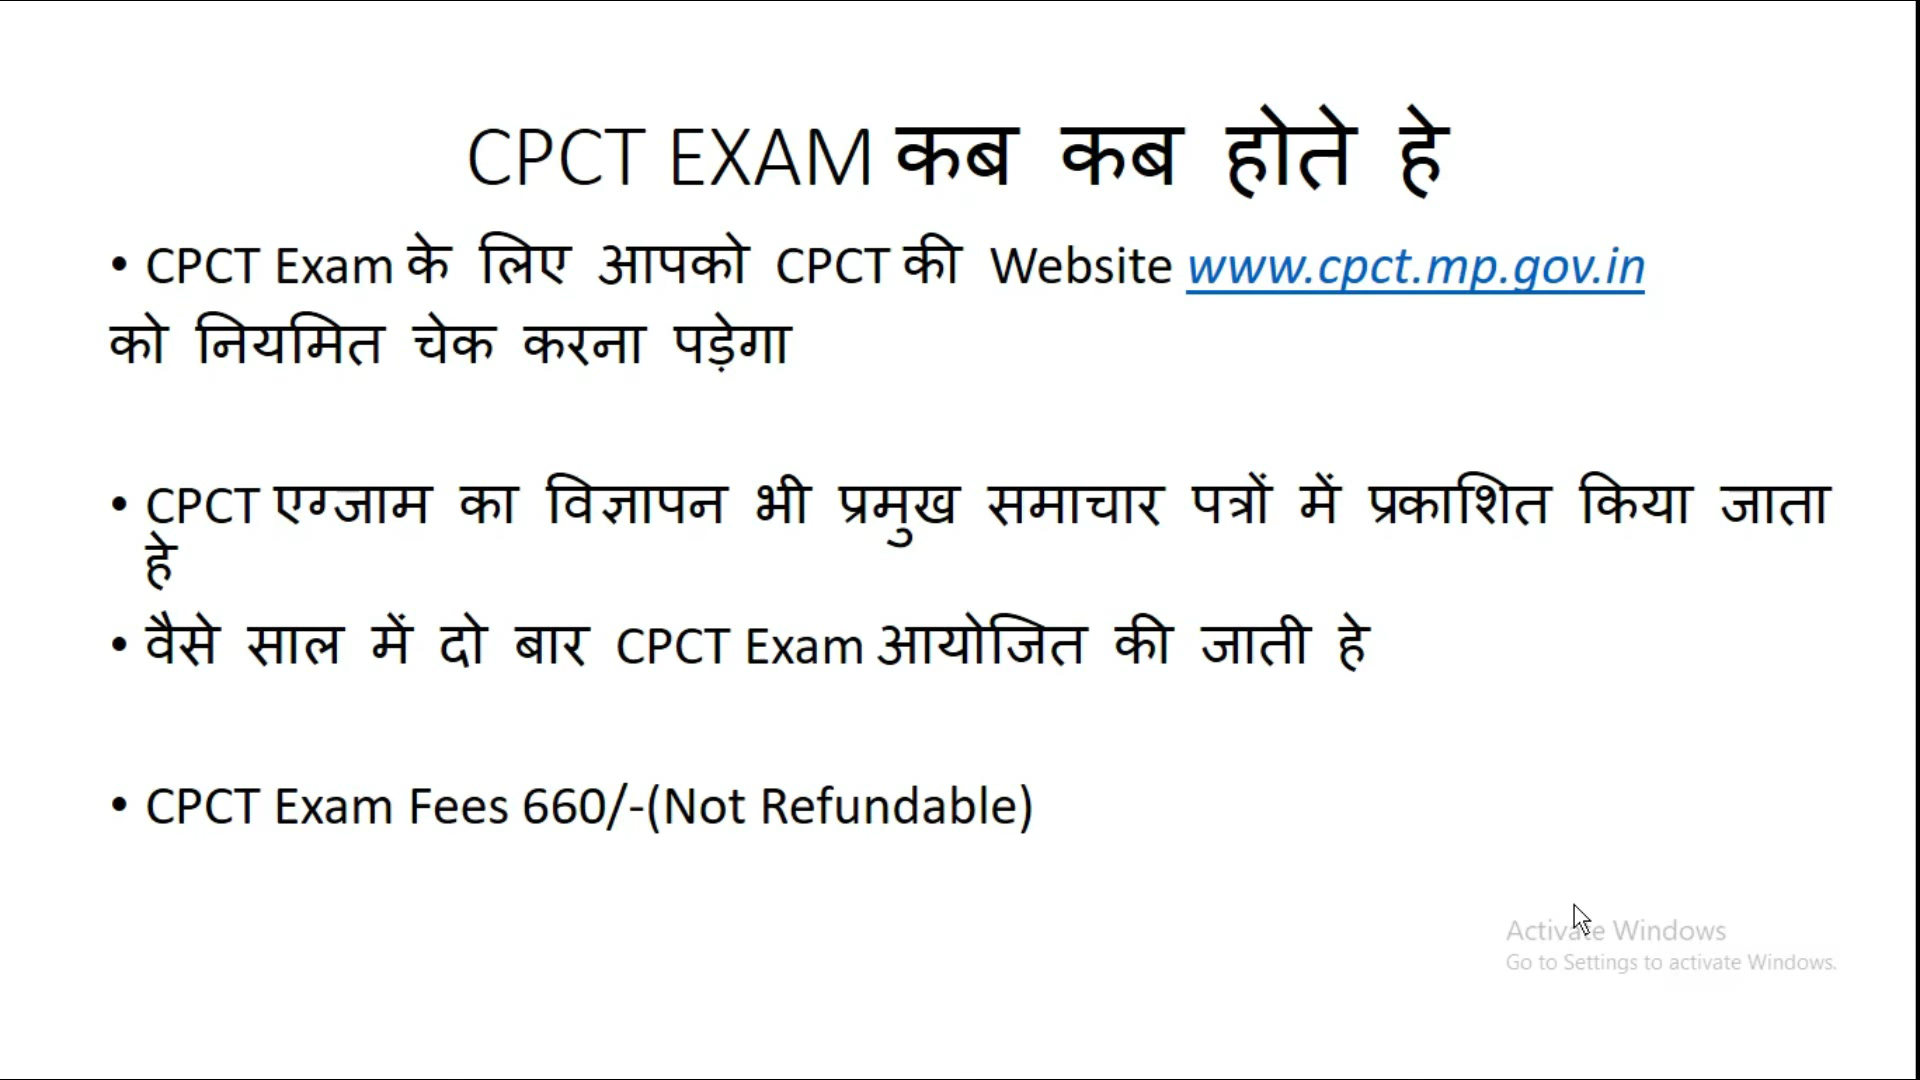 CPCT EXAM कब कब होते हे
• CPCT Exam के लिए आपको CPCT की Website www.cpct.mp.gov.in
को नियमित चेक करना पड़ेगा
• CPCT एग्जाम का विज्ञापन भी प्रमुख समाचार पत्रों में प्रकाशित किया जाता
हे
• वैसे साल में दो बार CPCT Exam आयोजित की जाती हे
• CPCT Exam Fees 660/-(Not Refundable)
Activate Windows
Go to Settings to activate Windows.